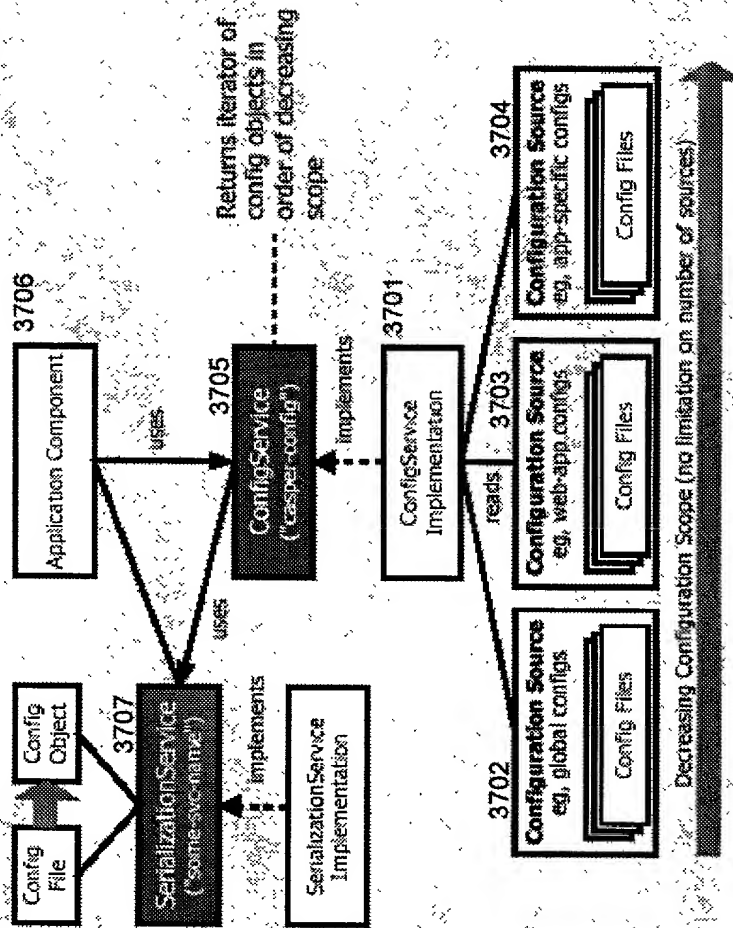 Config
File
Config
Object
3707
SerializationService
("some-svc-name")
implements
SerializationService
Implementation
3706
Application Component
uses
uses
3705
ConfigService
("casper-config")
Returns iterator of
config objects in
order of decreasing
scope
implements
3701
ConfigService
Implementation
reads
3702
Configuration Source
eg, global configs
Config Files
3703
Configuration Source
eg, web-app configs
Config Files
3704
Configuration Source
eg, app-specific configs
Config Files
Decreasing Configuration Scope (no limitation on number of sources)